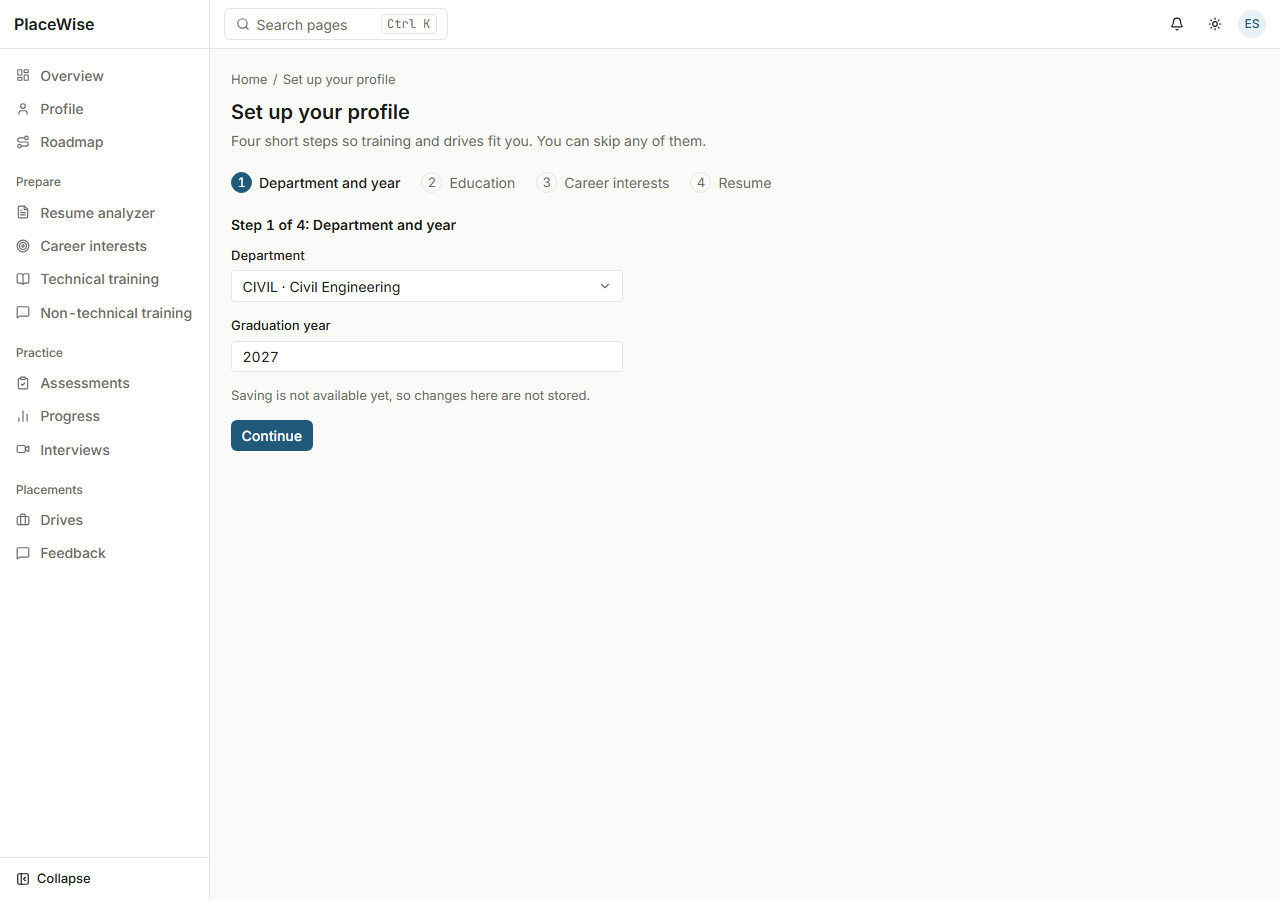 PlaceWise
Search pages
Ctrl K
ES
Overview
Profile
Roadmap
Prepare
Resume analyzer
Career interests
Technical training
Non-technical training
Practice
Assessments
Progress
Interviews
Placements
Drives
Feedback
Collapse
Home / Set up your profile
Set up your profile
Four short steps so training and drives fit you. You can skip any of them.
1 Department and year 2 Education 3 Career interests 4 Resume
Step 1 of 4: Department and year
Department
CIVIL · Civil Engineering
Graduation year
2027
Saving is not available yet, so changes here are not stored.
Continue